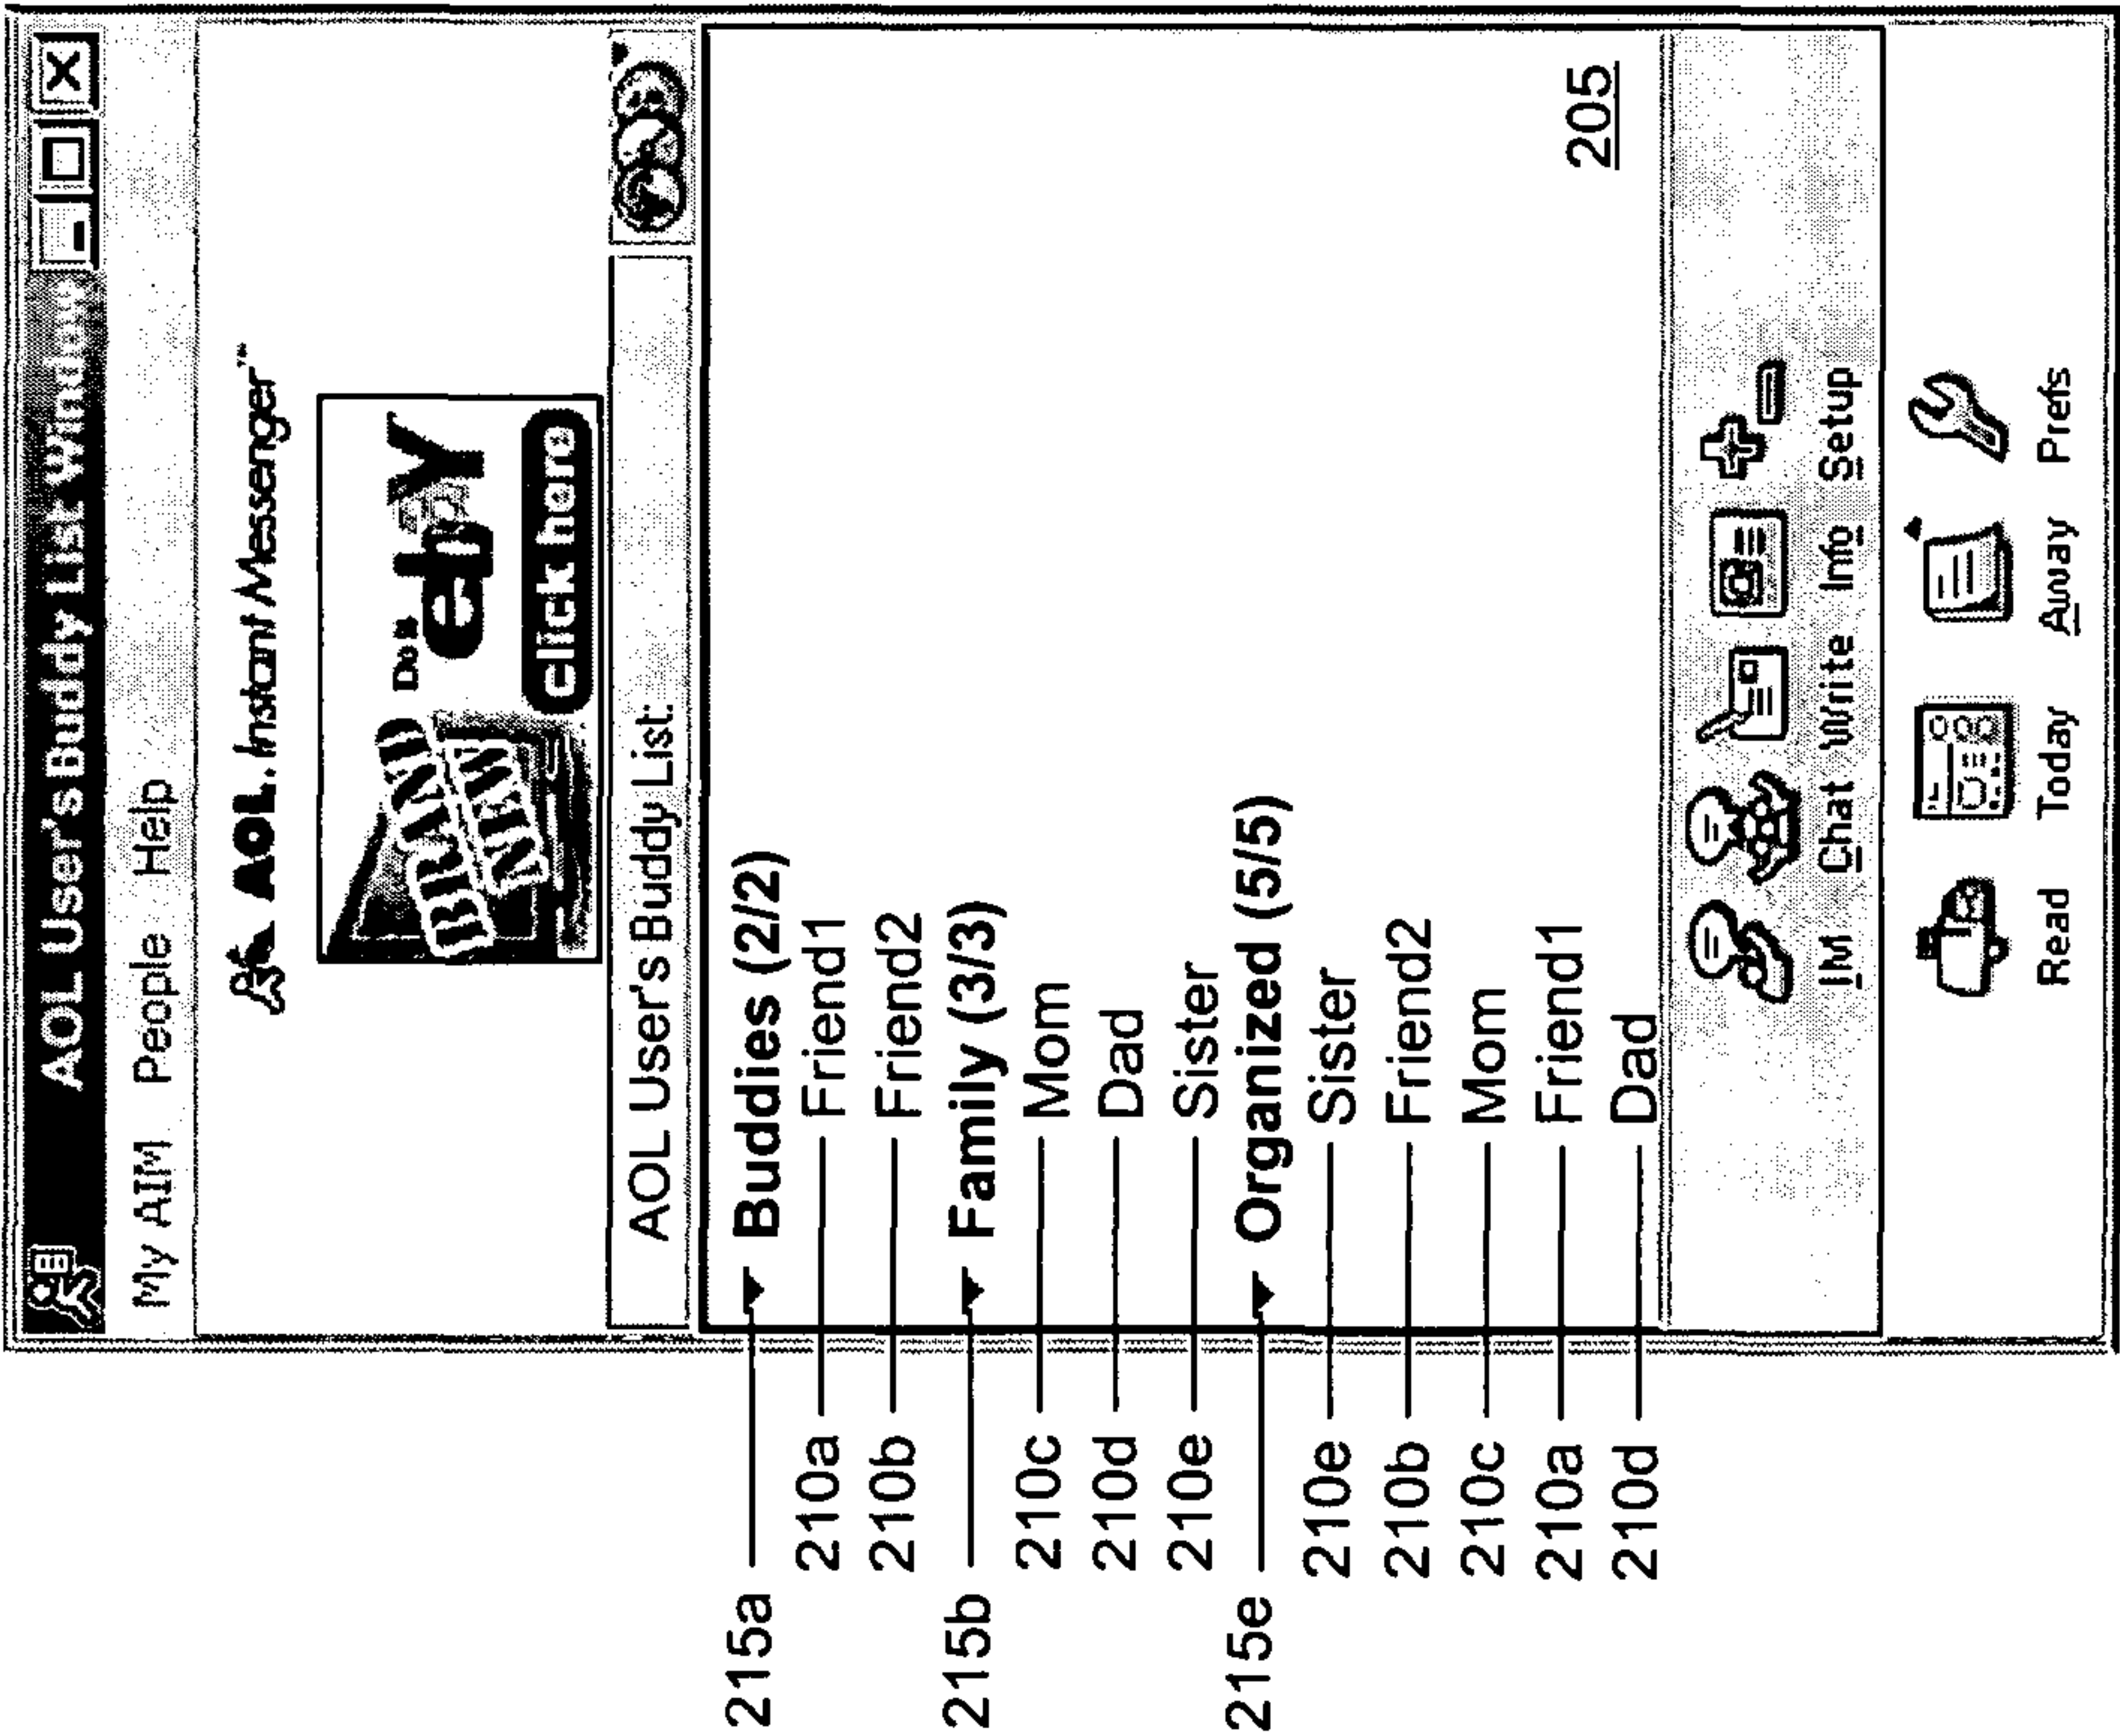 AOL User's Buddy List Window
My AIM People Help
AOL Instant Messenger™
BRAND NEW
Do it
ebY
click here
AOL User's Buddy List:
215a Buddies (2/2)
210a Friend1
210b Friend2
215b Family (3/3)
210c Mom
210d Dad
210e Sister
215e Organized (5/5)
210e Sister
210b Friend2
210c Mom
210a Friend1
210d Dad
205
IM Chat Write Info Setup
Read Today Away Prefs